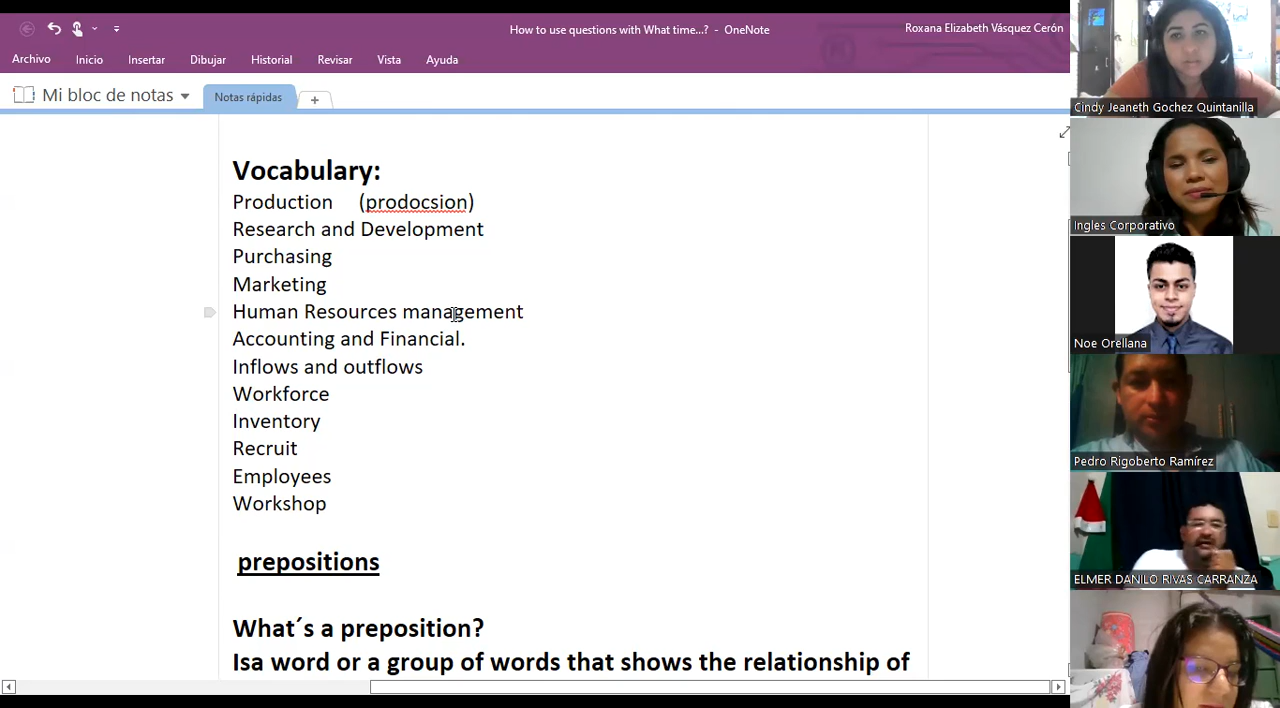 How to use questions with What time...? - OneNote
Roxana Elizabeth Vásquez Cerón
Archivo Inicio Insertar Dibujar Historial Revisar Vista Ayuda
Mi bloc de notas
Notas rápidas
Vocabulary:
Production (prodocsion)
Research and Development
Purchasing
Marketing
Human Resources management
Accounting and Financial.
Inflows and outflows
Workforce
Inventory
Recruit
Employees
Workshop
prepositions
What´s a preposition?
Isa word or a group of words that shows the relationship of
Cindy Jeaneth Gochez Quintanilla
Ingles Corporativo
Noe Orellana
Pedro Rigoberto Ramírez
ELMER DANILO RIVAS CARRANZA